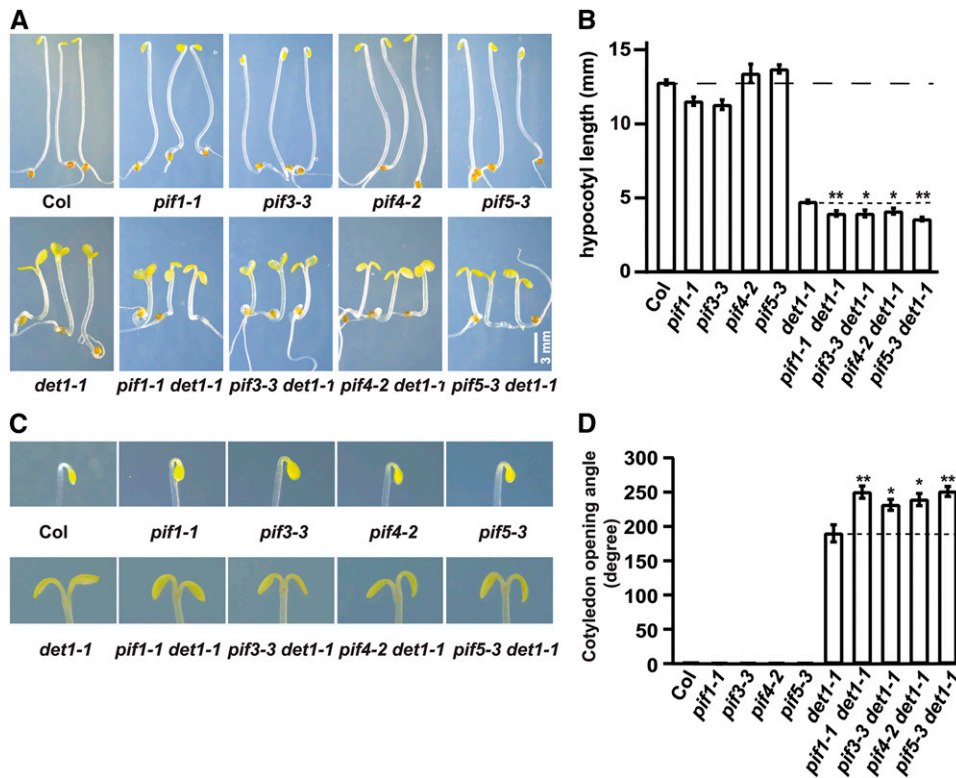 A
Col
pif1-1
pif3-3
pif4-2
pif5-3
det1-1
pif1-1 det1-1
pif3-3 det1-1
pif4-2 det1-1
pif5-3 det1-1
3 mm
B
hypocotyl length (mm)
15
10
5
0
** * * **
Col
pif1-1
pif3-3
pif4-2
pif5-3
det1-1
pif1-1 det1-1
pif3-3 det1-1
pif4-2 det1-1
pif5-3 det1-1
C
Col
pif1-1
pif3-3
pif4-2
pif5-3
det1-1
pif1-1 det1-1
pif3-3 det1-1
pif4-2 det1-1
pif5-3 det1-1
D
Cotyledon opening angle
(degree)
300
250
200
150
100
50
0
** * * **
Col
pif1-1
pif3-3
pif4-2
pif5-3
det1-1
pif1-1 det1-1
pif3-3 det1-1
pif4-2 det1-1
pif5-3 det1-1